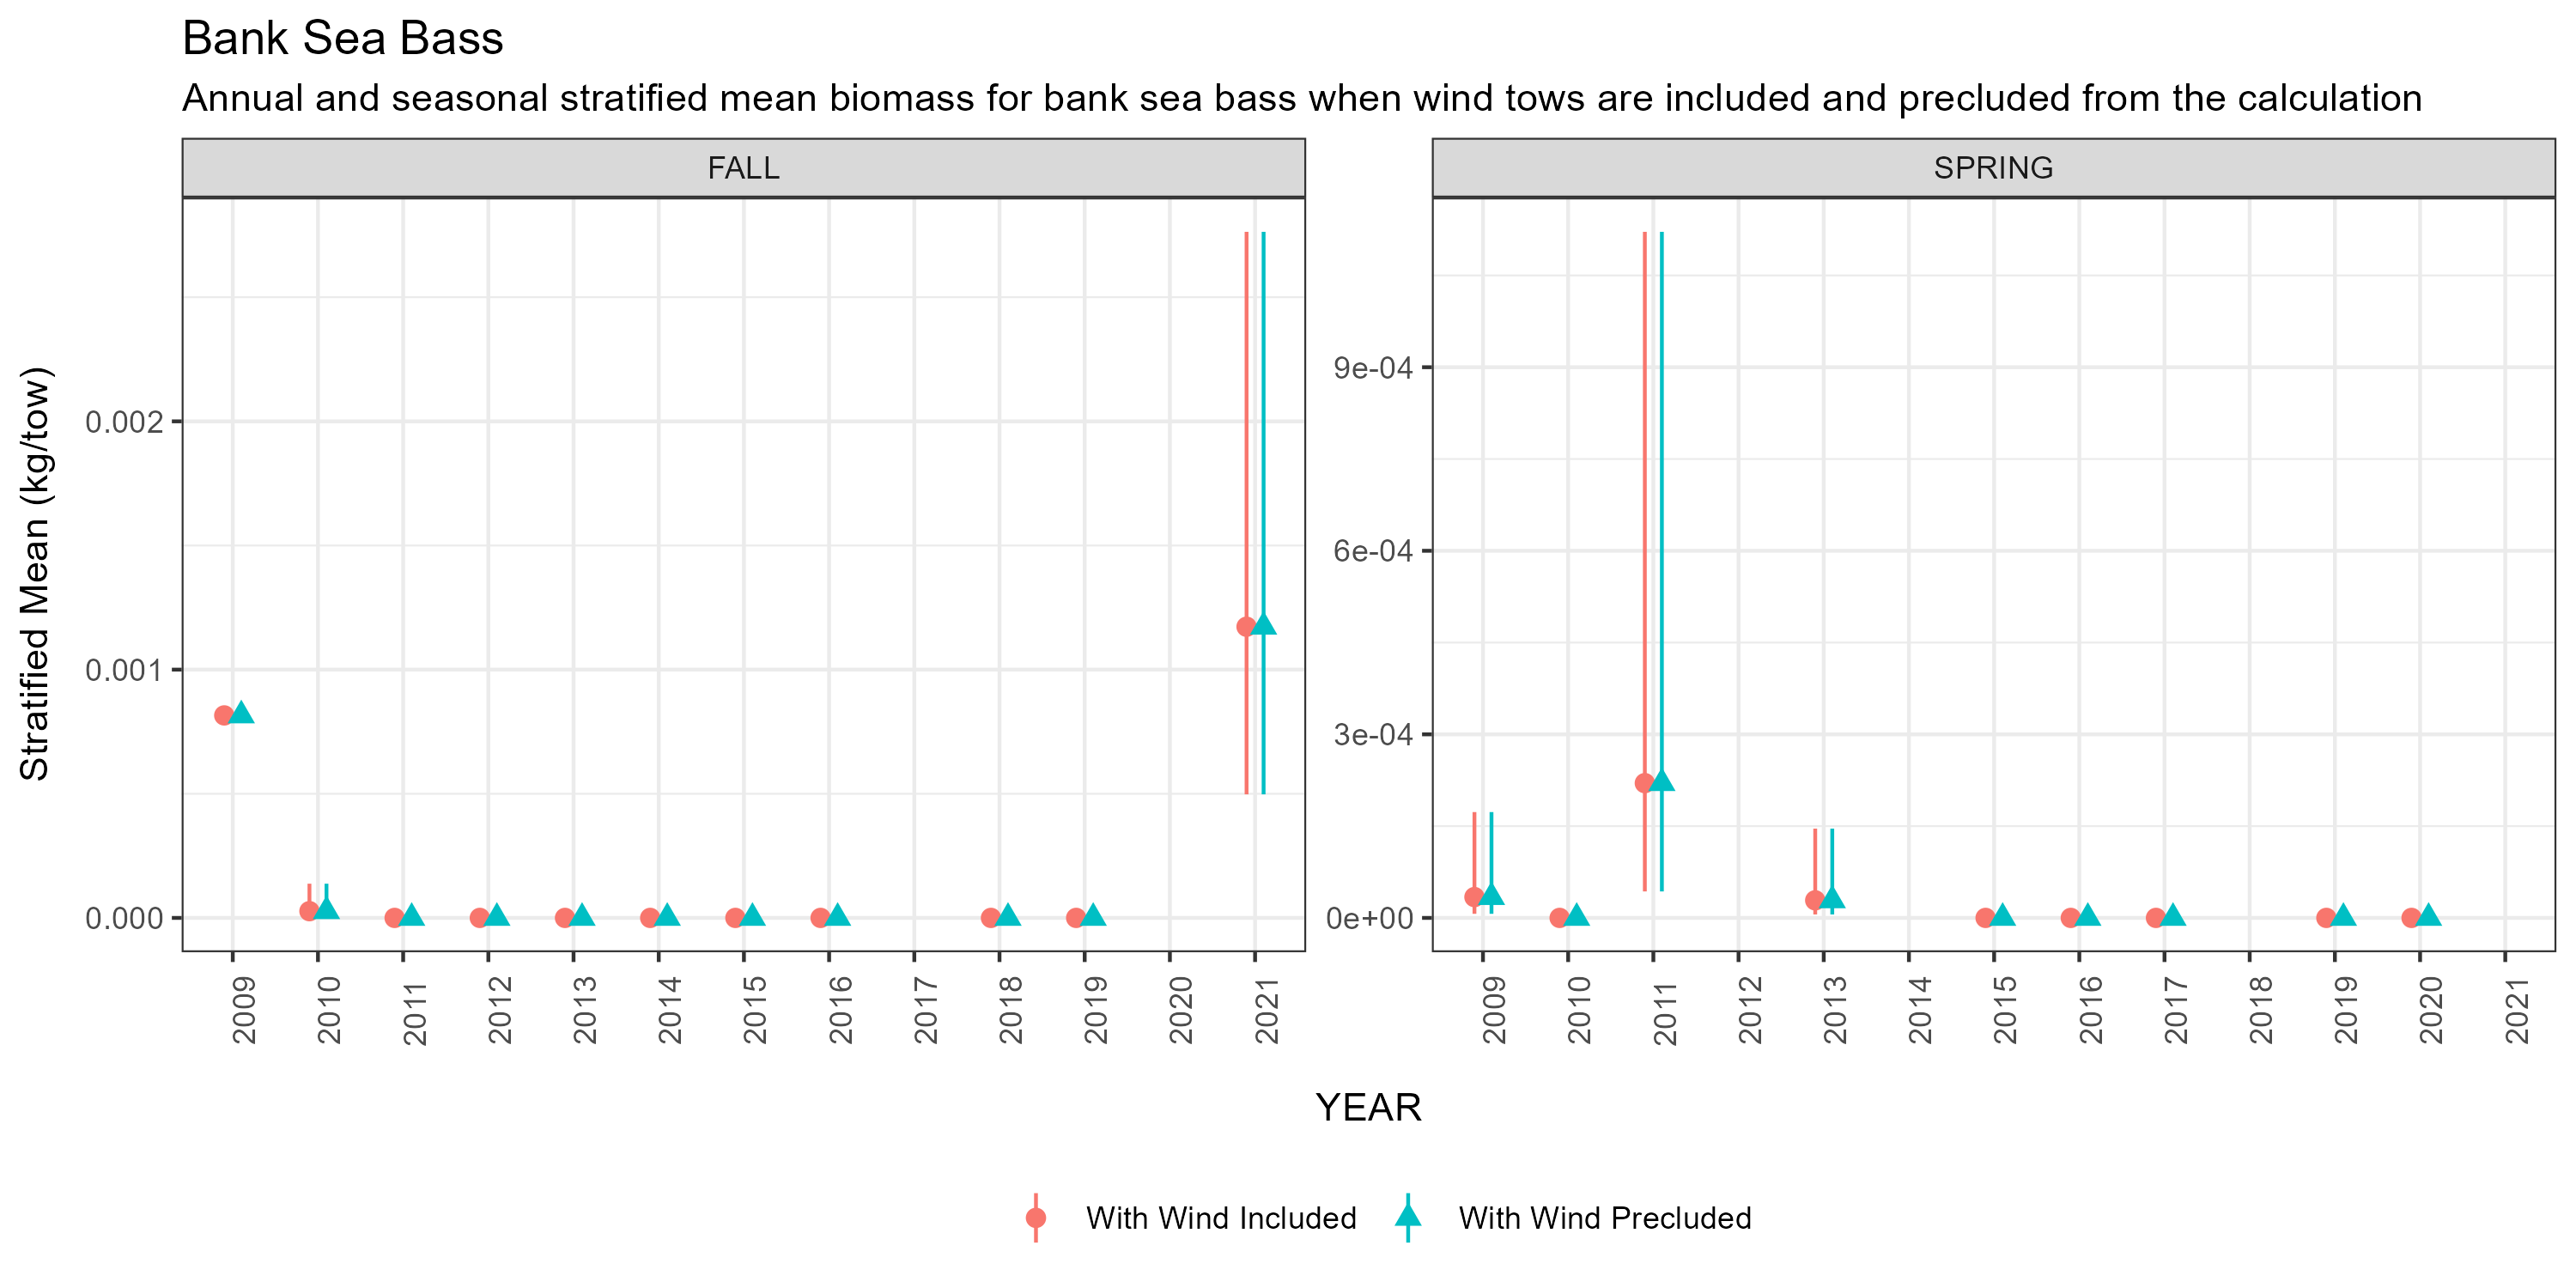 Bank Sea Bass
Annual and seasonal stratified mean biomass for bank sea bass when wind tows are included and precluded from the calculation
FALL
SPRING
Stratified Mean (kg/tow)
0.002
0.001
0.000
9e-04
6e-04
3e-04
0e+00
2009 2010 2011 2012 2013 2014 2015 2016 2017 2018 2019 2020 2021
2009 2010 2011 2012 2013 2014 2015 2016 2017 2018 2019 2020 2021
YEAR
With Wind Included
With Wind Precluded